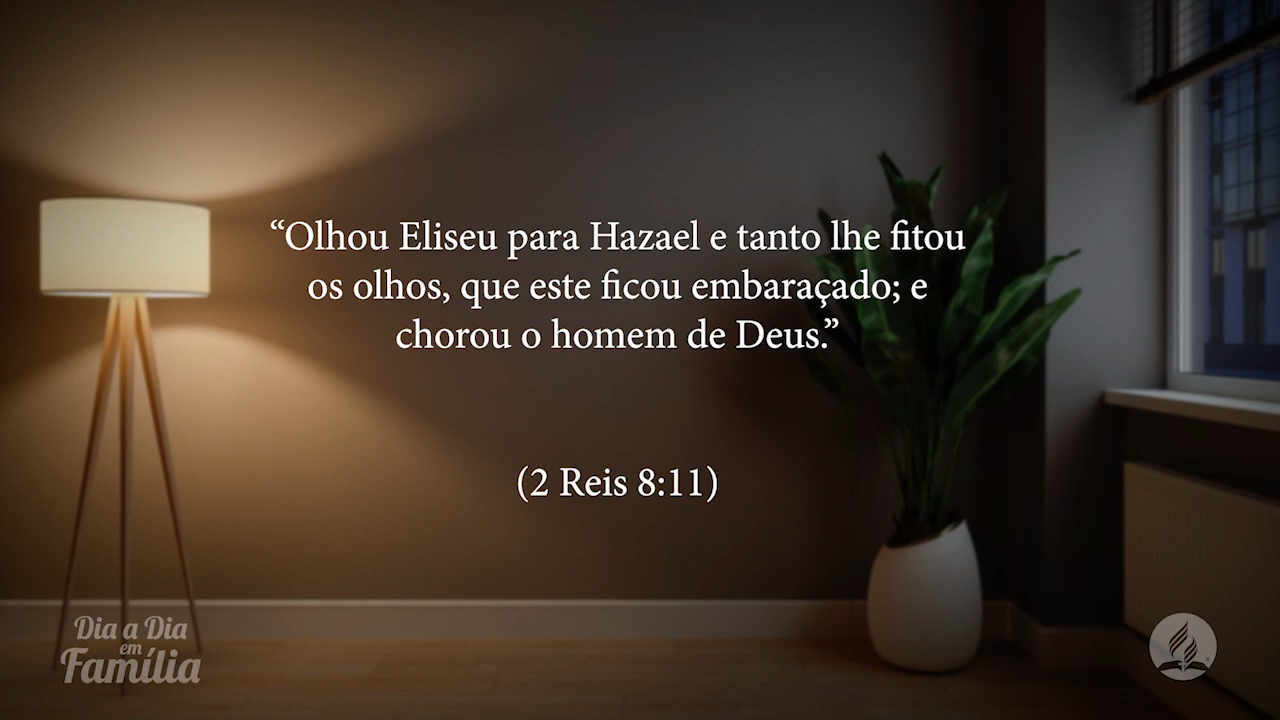 “Olhou Eliseu para Hazael e tanto lhe fitou
os olhos, que este ficou embaraçado; e
chorou o homem de Deus.”
(2 Reis 8:11)
Dia a Dia
em
Família